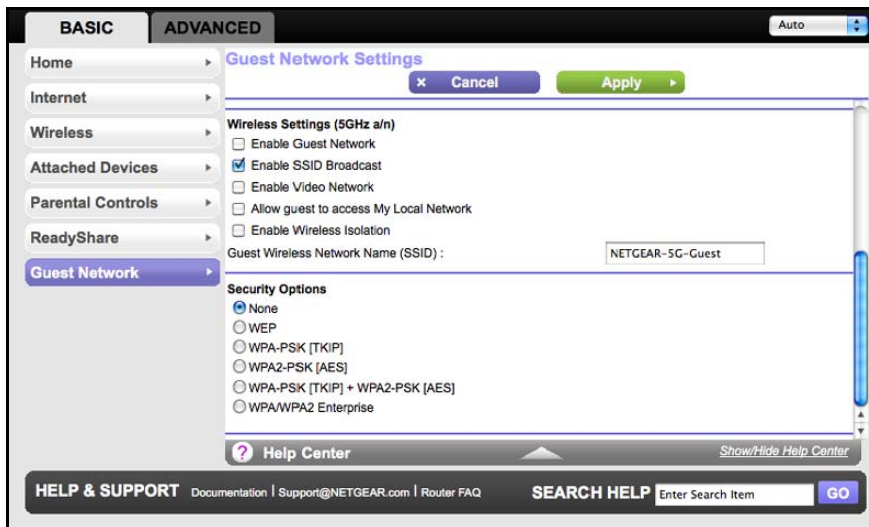 BASIC
ADVANCED
Auto
Home
Internet
Wireless
Attached Devices
Parental Controls
ReadyShare
Guest Network
Guest Network Settings
x Cancel
Apply
Wireless Settings (5GHz a/n)
Enable Guest Network
Enable SSID Broadcast
Enable Video Network
Allow guest to access My Local Network
Enable Wireless Isolation
Guest Wireless Network Name (SSID) : NETGEAR-5G-Guest
Security Options
None
WEP
WPA-PSK [TKIP]
WPA2-PSK [AES]
WPA-PSK [TKIP] + WPA2-PSK [AES]
WPA/WPA2 Enterprise
? Help Center
Show/Hide Help Center
HELP & SUPPORT Documentation | Support@NETGEAR.com | Router FAQ
SEARCH HELP Enter Search Item GO